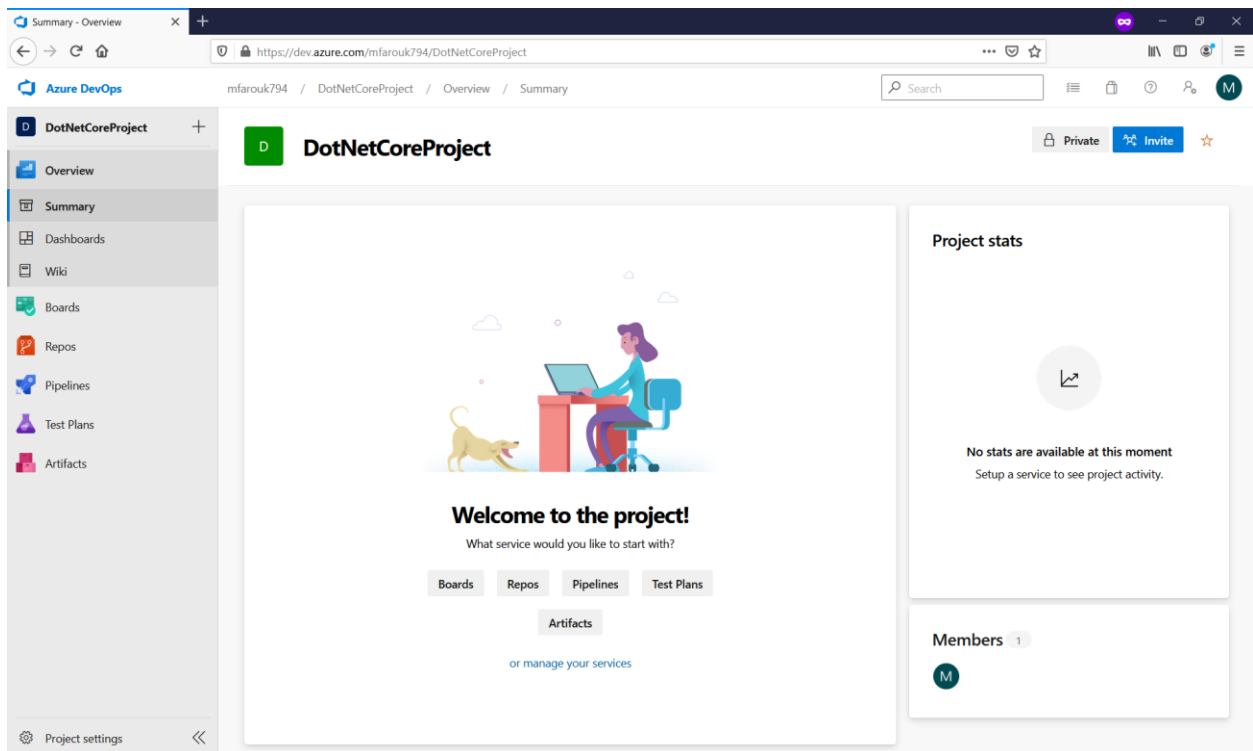 Summary - Overview
https://dev.azure.com/mfarouk794/DotNetCoreProject
Azure DevOps
mfarouk794 / DotNetCoreProject / Overview / Summary
Search
M
D DotNetCoreProject
Overview
Summary
Dashboards
Wiki
Boards
Repos
Pipelines
Test Plans
Artifacts
Project settings
D DotNetCoreProject
Private
Invite
Welcome to the project!
What service would you like to start with?
Boards Repos Pipelines Test Plans
Artifacts
or manage your services
Project stats
No stats are available at this moment
Setup a service to see project activity.
Members 1
M